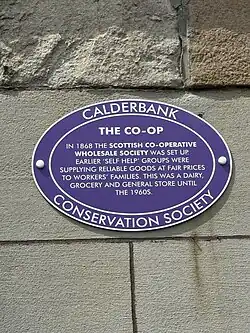 CALDERBANK
THE CO-OP
IN 1868 THE SCOTTISH CO-OPERATIVE
WHOLESALE SOCIETY WAS SET UP.
EARLIER 'SELF HELP' GROUPS WERE
SUPPLYING RELIABLE GOODS AT FAIR PRICES
TO WORKERS' FAMILIES. THIS WAS A DAIRY,
GROCERY AND GENERAL STORE UNTIL
THE 1960S.
CONSERVATION SOCIETY